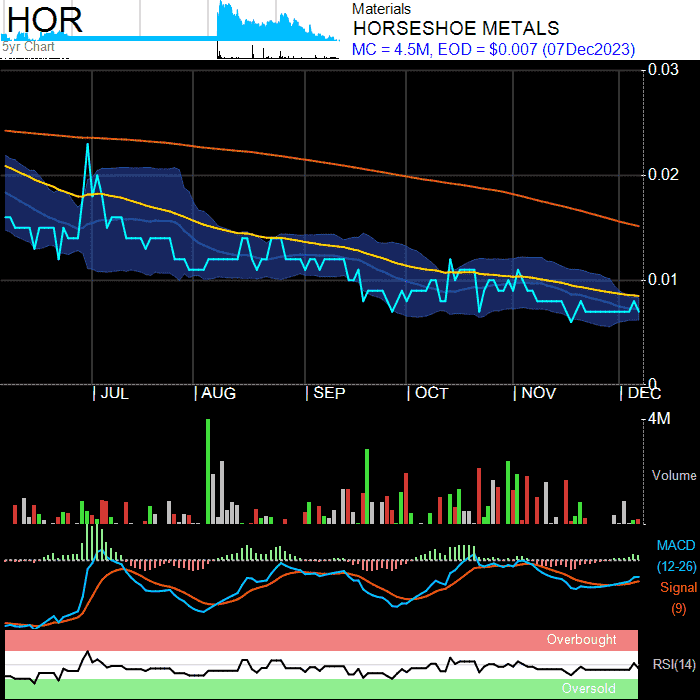 HOR
5yr Chart
Materials
HORSESHOE METALS
MC = 4.5M, EOD = $0.007 (07Dec2023)
0.03
0.02
0.01
0
JUL AUG SEP OCT NOV DEC
4M
Volume
MACD
(12-26)
Signal
(9)
Overbought
RSI(14)
Oversold